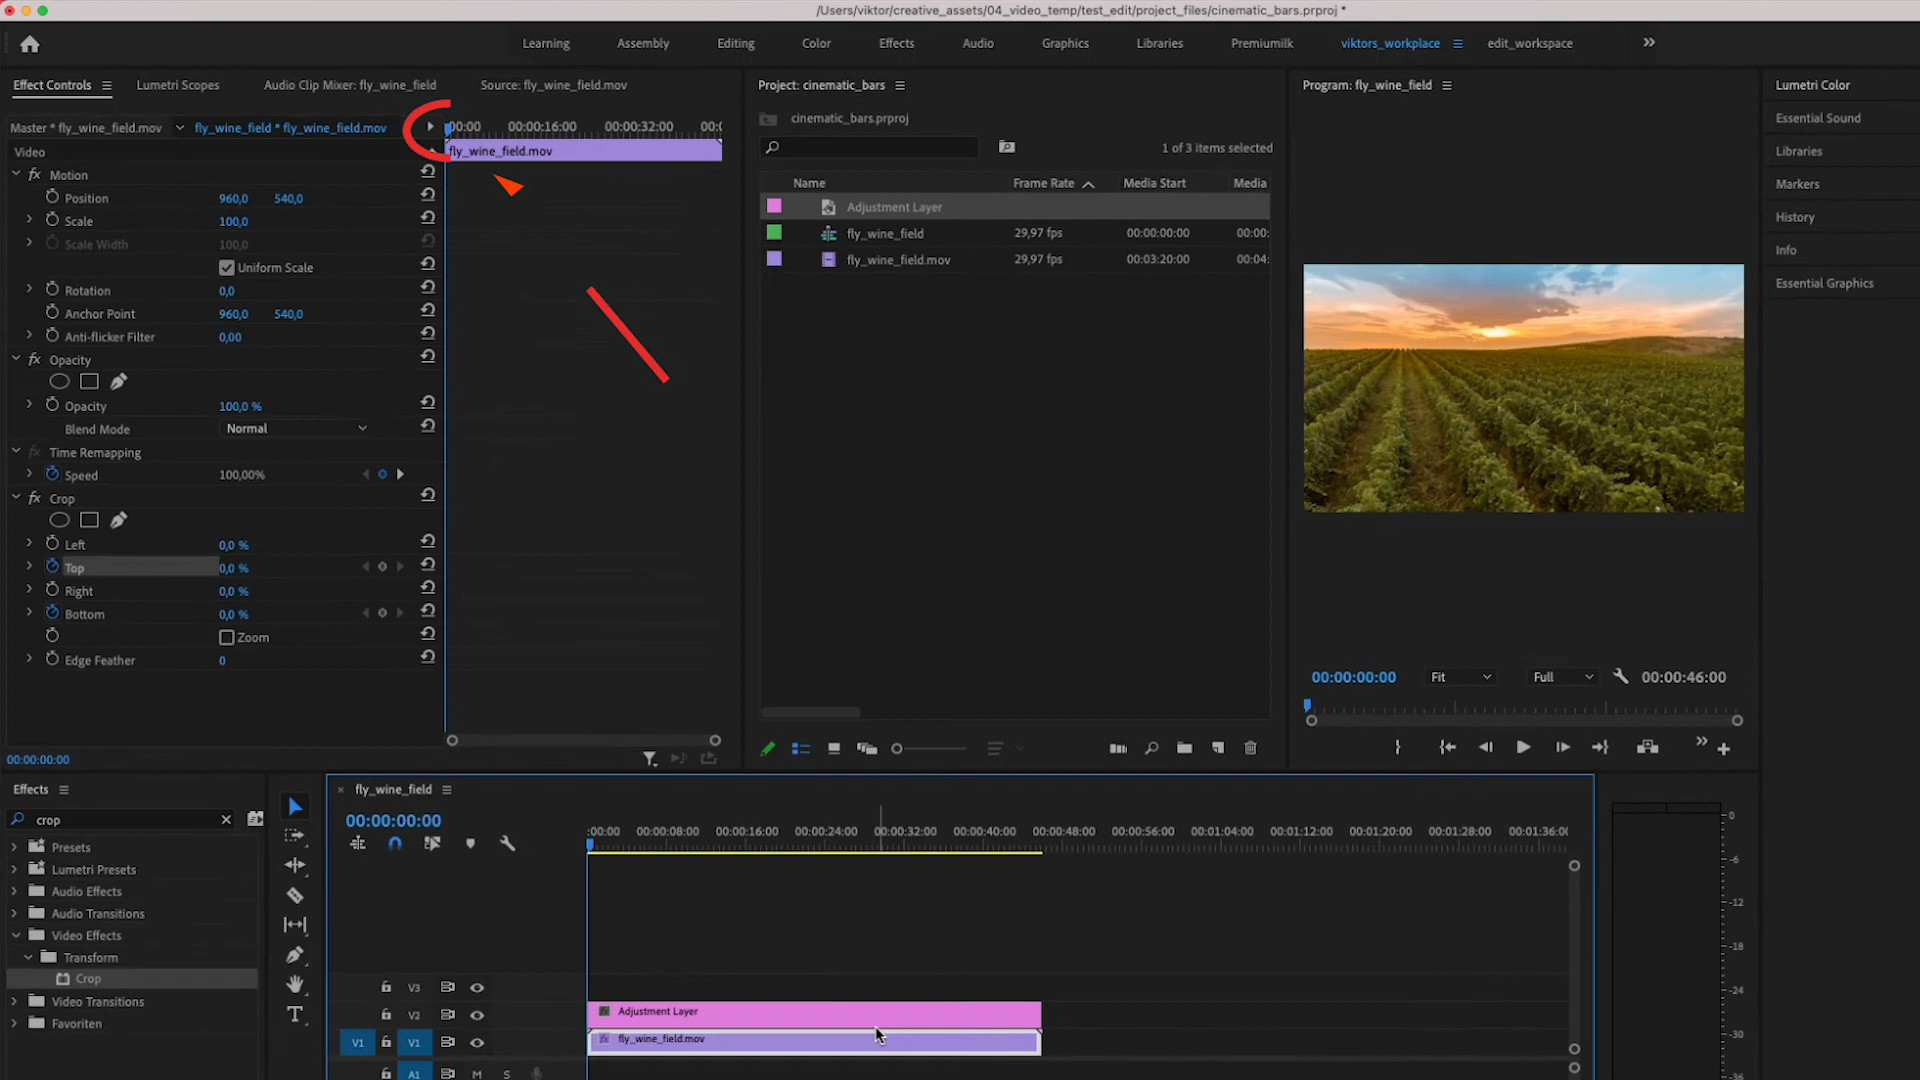 /Users/viktor/creative_assets/04_video_temp/test_edit/project_files/cinematic_bars.prproj *
Learning Assembly Editing Color Effects Audio Graphics Libraries Premiumilk viktors_workplace edit_workspace
Effect Controls Lumetri Scopes Audio Clip Mixer: fly_wine_field Source: fly_wine_field.mov
Master * fly_wine_field.mov fly_wine_field * fly_wine_field.mov
:00:00 00:00:16:00 00:00:32:00 00:(
fly_wine_field.mov
Video
Motion
Position 960,0 540,0
Scale 100,0
Scale Width 100,0
Uniform Scale
Rotation 0,0
Anchor Point 960,0 540,0
Anti-flicker Filter 0,00
Opacity
Opacity 100,0 %
Blend Mode Normal
Time Remapping
Speed 100,00%
Crop
Left 0,0 %
Top 0,0 %
Right 0,0 %
Bottom 0,0 %
Zoom
Edge Feather 0
00:00:00:00
Project: cinematic_bars
cinematic_bars.prproj
1 of 3 items selected
Name Frame Rate Media Start Media
Adjustment Layer
fly_wine_field 29,97 fps 00:00:00:00 00:00:
fly_wine_field.mov 29,97 fps 00:03:20:00 00:04:
Program: fly_wine_field
00:00:00:00 Fit Full 00:00:46:00
Lumetri Color
Essential Sound
Libraries
Markers
History
Info
Essential Graphics
Effects
crop
Presets
Lumetri Presets
Audio Effects
Audio Transitions
Video Effects
Transform
Crop
Video Transitions
Favoriten
fly_wine_field
00:00:00:00
:00:00 00:00:08:00 00:00:16:00 00:00:24:00 00:00:32:00 00:00:40:00 00:00:48:00 00:00:56:00 00:01:04:00 00:01:12:00 00:01:20:00 00:01:28:00 00:01:36:0
V3
V2 Adjustment Layer
V1 V1 fly_wine_field.mov
A1 M S
0
-6
-12
-18
-24
-30
-36